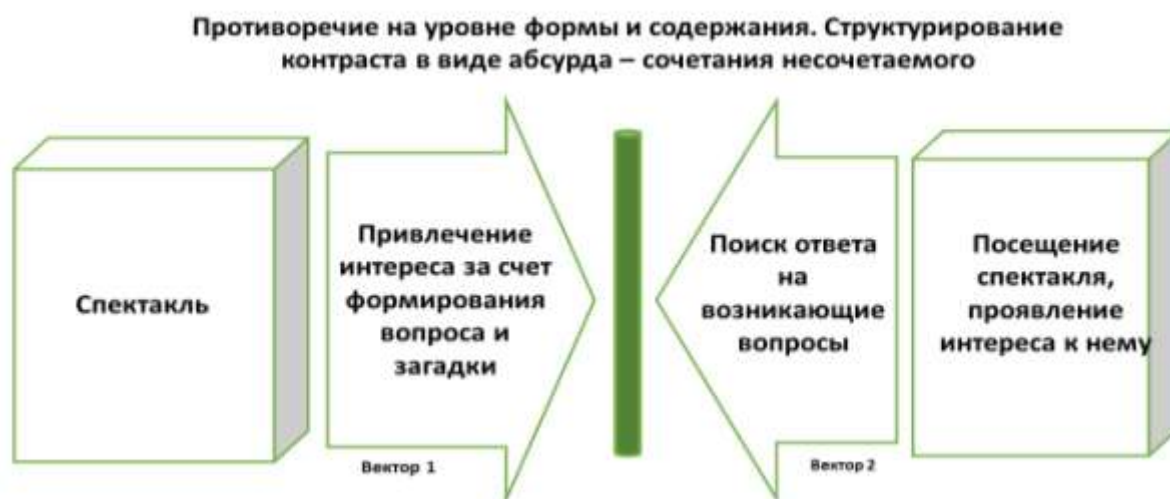 Противоречие на уровне формы и содержания. Структурирование
контраста в виде абсурда – сочетания несочетаемого
Спектакль
Привлечение
интереса за счет
формирования
вопроса и
загадки
Вектор 1
Поиск ответа
на
возникающие
вопросы
Вектор 2
Посещение
спектакля,
проявление
интереса к нему